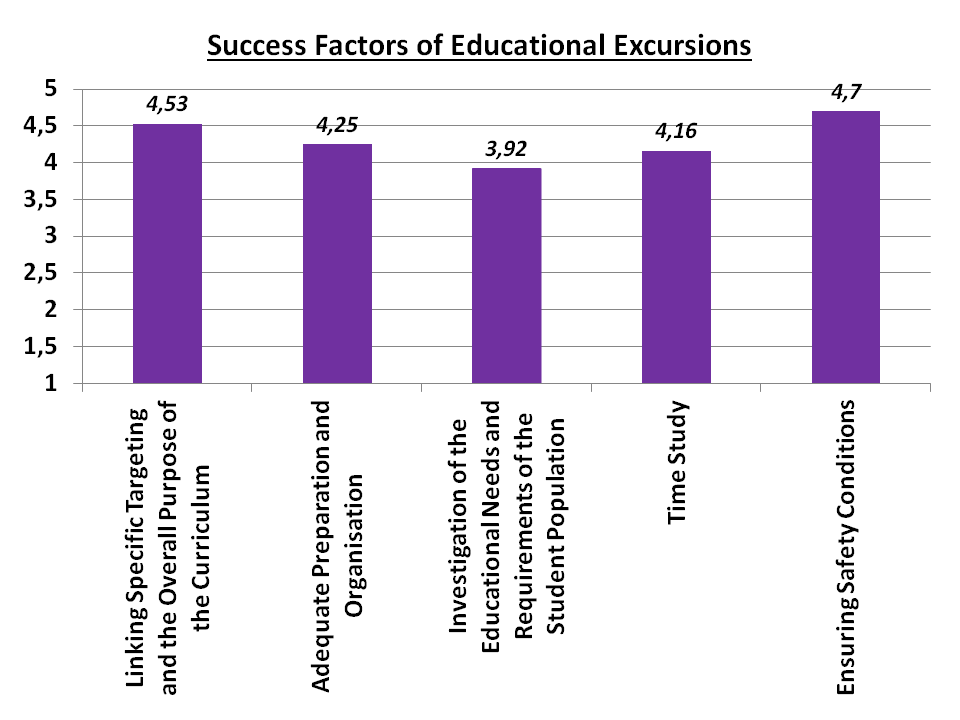 Success Factors of Educational Excursions
5
4,5
4
3,5
3
2,5
2
1,5
1
4,53
4,25
3,92
4,16
4,7
Linking Specific Targeting
and the Overall Purpose of
the Curriculum
Adequate Preparation and
Organisation
Investigation of the
Educational Needs and
Requirements of the
Student Population
Time Study
Ensuring Safety Conditions